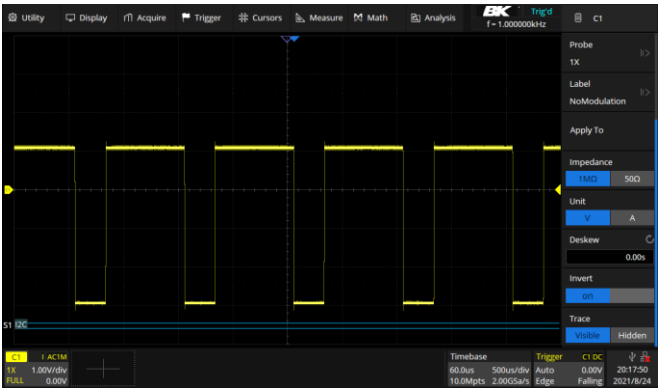 Utility Display Acquire Trigger Cursors Measure Math Analysis BK Trig'd
f = 1.000000kHz
C1
Probe
1X
Label
NoModulation
Apply To
Impedance
1MΩ 50Ω
Unit
V A
Deskew
0.00s
Invert
on
Trace
Visible Hidden
S1 I2C
C1 I AC1M
1X 1.00V/div
FULL 0.00V
Timebase
60.0us 500us/div
10.0Mpts 2.00GSa/s
Trigger C1 DC
Auto 0.00V
Edge Falling
20:17:50
2021/8/24